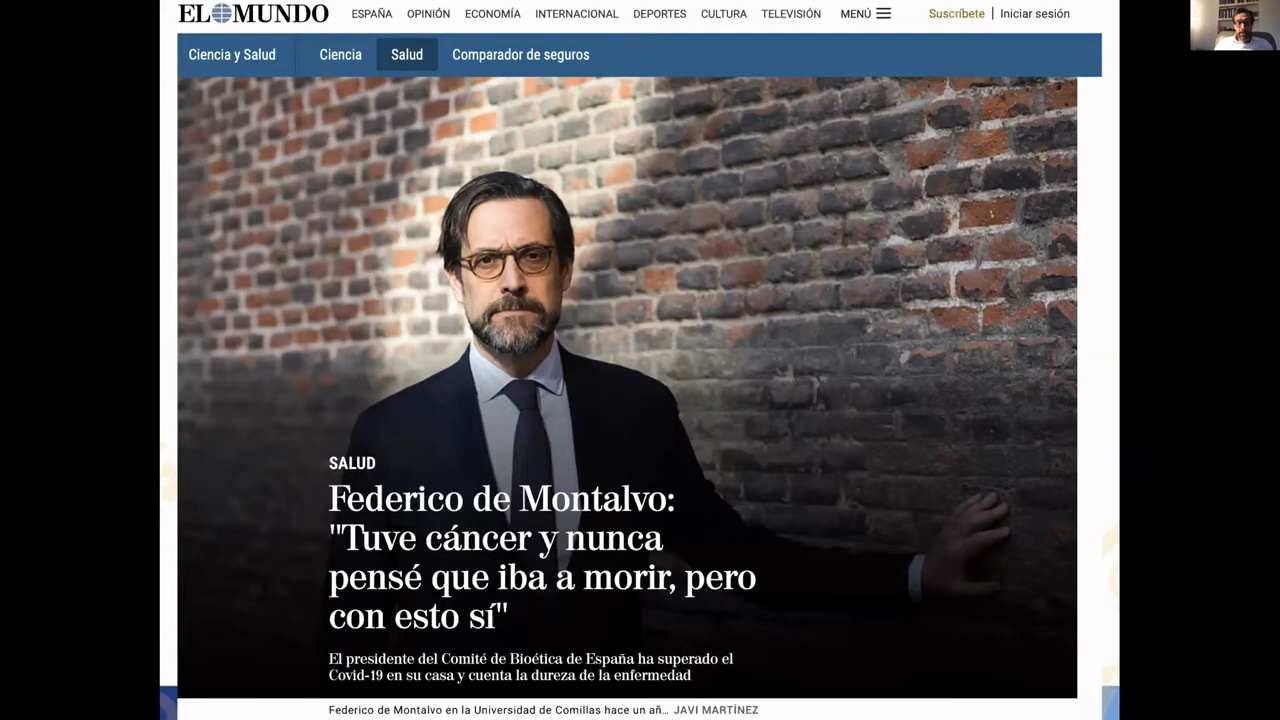 EL MUNDO
ESPAÑA OPINIÓN ECONOMÍA INTERNACIONAL DEPORTES CULTURA TELEVISIÓN MENÚ
Suscríbete | Iniciar sesión
Ciencia y Salud Ciencia Salud Comparador de seguros
SALUD
Federico de Montalvo:
"Tuve cáncer y nunca
pensé que iba a morir, pero
con esto sí"
El presidente del Comité de Bioética de España ha superado el
Covid-19 en su casa y cuenta la dureza de la enfermedad
Federico de Montalvo en la Universidad de Comillas hace un añ... JAVI MARTÍNEZ